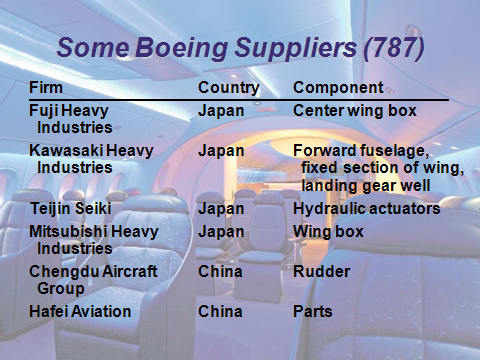 Some Boeing Suppliers (787)
Firm Country Component
Fuji Heavy Japan Center wing box
Industries
Kawasaki Heavy Japan Forward fuselage,
Industries fixed section of wing,
landing gear well
Teijin Seiki Japan Hydraulic actuators
Mitsubishi Heavy Japan Wing box
Industries
Chengdu Aircraft China Rudder
Group
Hafei Aviation China Parts